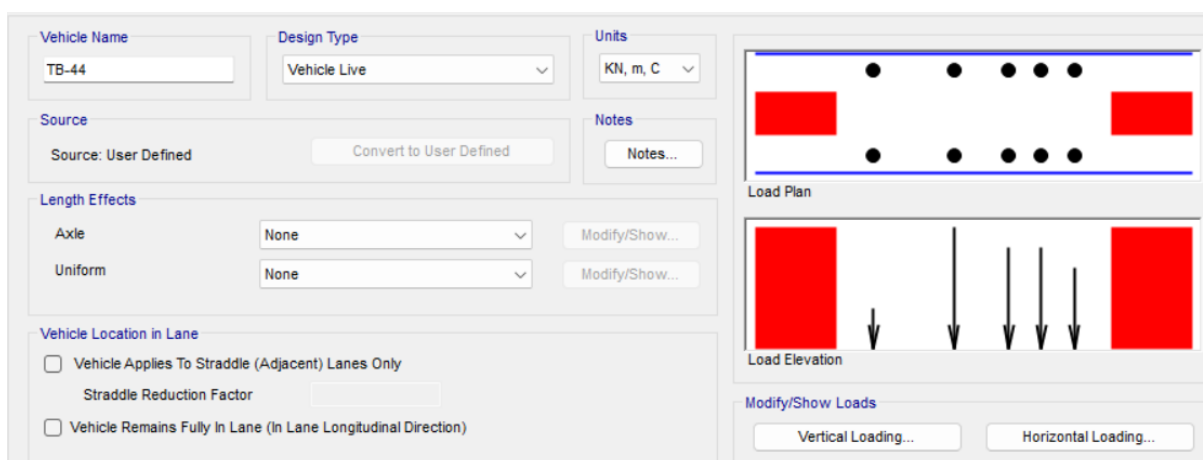 Vehicle Name
TB-44
Design Type
Vehicle Live
Units
KN, m, C
Source
Source: User Defined
Convert to User Defined
Notes
Notes...
Length Effects
Axle
None
Modify/Show...
Uniform
None
Modify/Show...
Vehicle Location in Lane
Vehicle Applies To Straddle (Adjacent) Lanes Only
Straddle Reduction Factor
Vehicle Remains Fully In Lane (In Lane Longitudinal Direction)
Load Plan
Load Elevation
Modify/Show Loads
Vertical Loading...
Horizontal Loading...